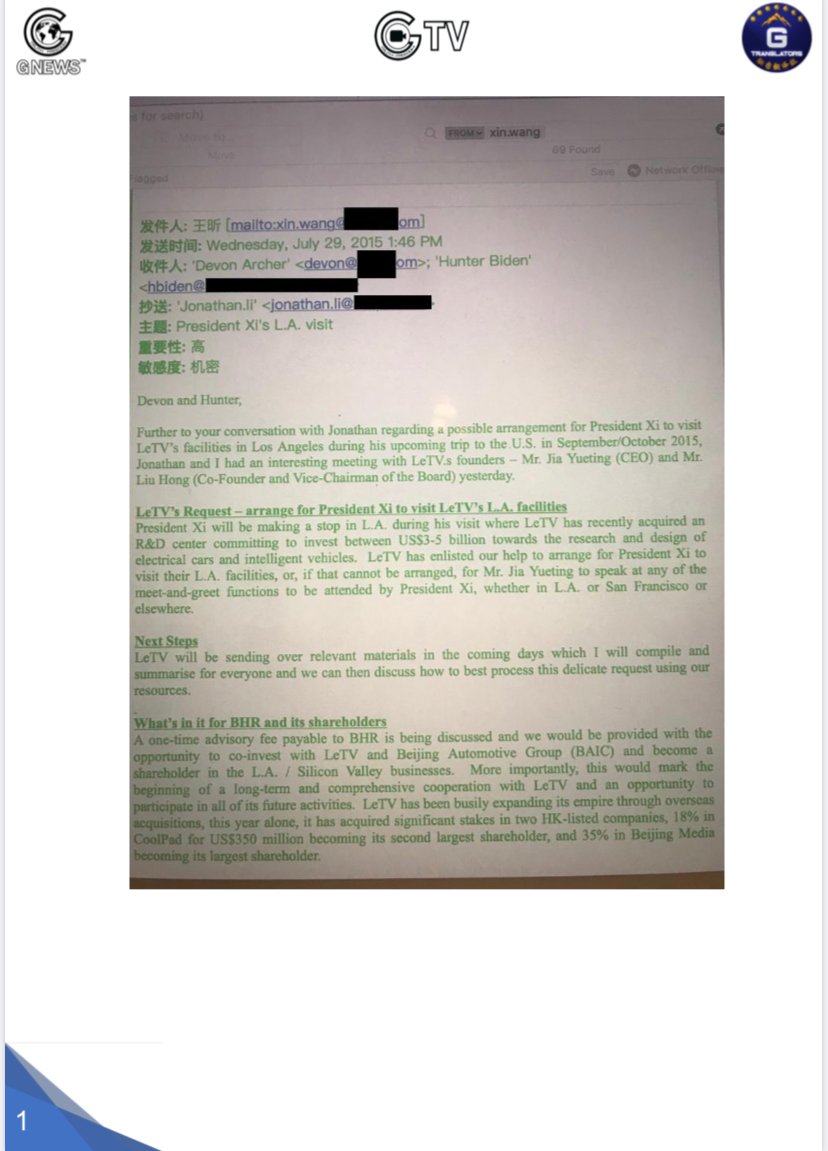 GNEWS™
GTV
G
TRANSLATORS
s for search)
Move to...
FROM xin.wang
Move
69 Found
Flagged
Save Network Offline
发件人: 王昕 [mailto:xin.wang@ om]
发送时间: Wednesday, July 29, 2015 1:46 PM
收件人: 'Devon Archer' <devon@ om>; 'Hunter Biden'
<hbiden@
抄送: 'Jonathan.li' <jonathan.li@
主题: President Xi's L.A. visit
重要性: 高
敏感度: 机密
Devon and Hunter,
Further to your conversation with Jonathan regarding a possible arrangement for President Xi to visit
LeTV's facilities in Los Angeles during his upcoming trip to the U.S. in September/October 2015,
Jonathan and I had an interesting meeting with LeTV.s founders – Mr. Jia Yueting (CEO) and Mr.
Liu Hong (Co-Founder and Vice-Chairman of the Board) yesterday.
LeTV's Request – arrange for President Xi to visit LeTV's L.A. facilities
President Xi will be making a stop in L.A. during his visit where LeTV has recently acquired an
R&D center committing to invest between US$3-5 billion towards the research and design of
electrical cars and intelligent vehicles. LeTV has enlisted our help to arrange for President Xi to
visit their L.A. facilities, or, if that cannot be arranged, for Mr. Jia Yueting to speak at any of the
meet-and-greet functions to be attended by President Xi, whether in L.A. or San Francisco or
elsewhere.
Next Steps
LeTV will be sending over relevant materials in the coming days which I will compile and
summarise for everyone and we can then discuss how to best process this delicate request using our
resources.
What's in it for BHR and its shareholders
A one-time advisory fee payable to BHR is being discussed and we would be provided with the
opportunity to co-invest with LeTV and Beijing Automotive Group (BAIC) and become a
shareholder in the L.A. / Silicon Valley businesses. More importantly, this would mark the
beginning of a long-term and comprehensive cooperation with LeTV and an opportunity to
participate in all of its future activities. LeTV has been busily expanding its empire through overseas
acquisitions, this year alone, it has acquired significant stakes in two HK-listed companies, 18% in
CoolPad for US$350 million becoming its second largest shareholder, and 35% in Beijing Media
becoming its largest shareholder.
1